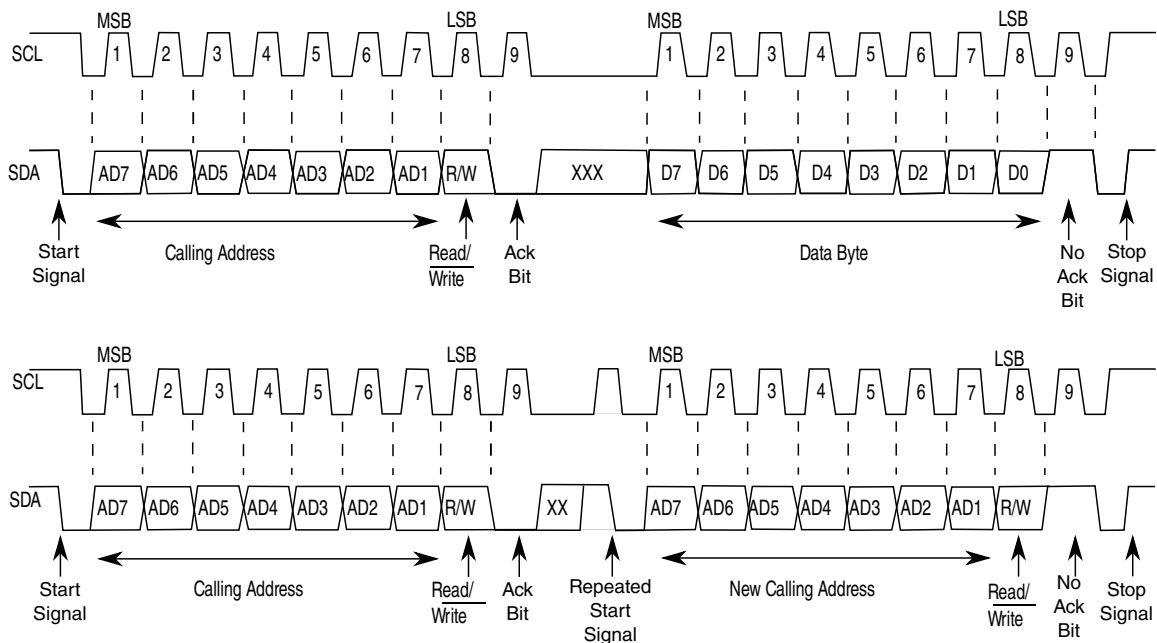 MSB LSB MSB LSB
SCL 1 2 3 4 5 6 7 8 9 1 2 3 4 5 6 7 8 9
SDA AD7 AD6 AD5 AD4 AD3 AD2 AD1 R/W XXX D7 D6 D5 D4 D3 D2 D1 D0
Start Signal
Calling Address
Read/
Write
Ack
Bit
Data Byte
No
Ack
Bit
Stop
Signal
MSB LSB MSB LSB
SCL 1 2 3 4 5 6 7 8 9 1 2 3 4 5 6 7 8 9
SDA AD7 AD6 AD5 AD4 AD3 AD2 AD1 R/W XX AD7 AD6 AD5 AD4 AD3 AD2 AD1 R/W
Start
Signal
Calling Address
Read/
Write
Ack
Bit
Repeated
Start
Signal
New Calling Address
Read/
Write
No
Ack
Bit
Stop
Signal